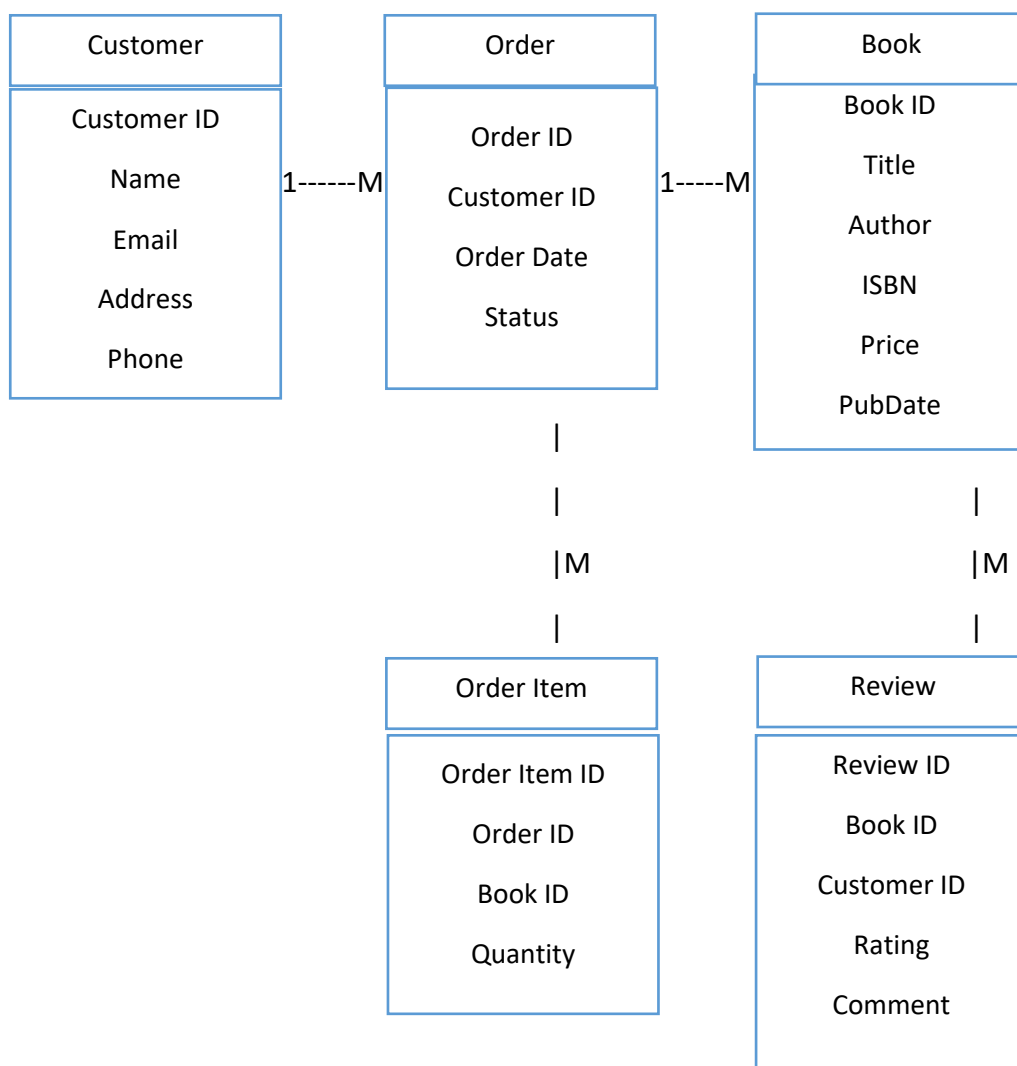 Customer
Customer ID
Name
Email
Address
Phone
1------M
Order
Order ID
Customer ID
Order Date
Status
1-----M
Book
Book ID
Title
Author
ISBN
Price
PubDate
|
|
|M
|
|
|M
|
Order Item
Order Item ID
Order ID
Book ID
Quantity
Review
Review ID
Book ID
Customer ID
Rating
Comment